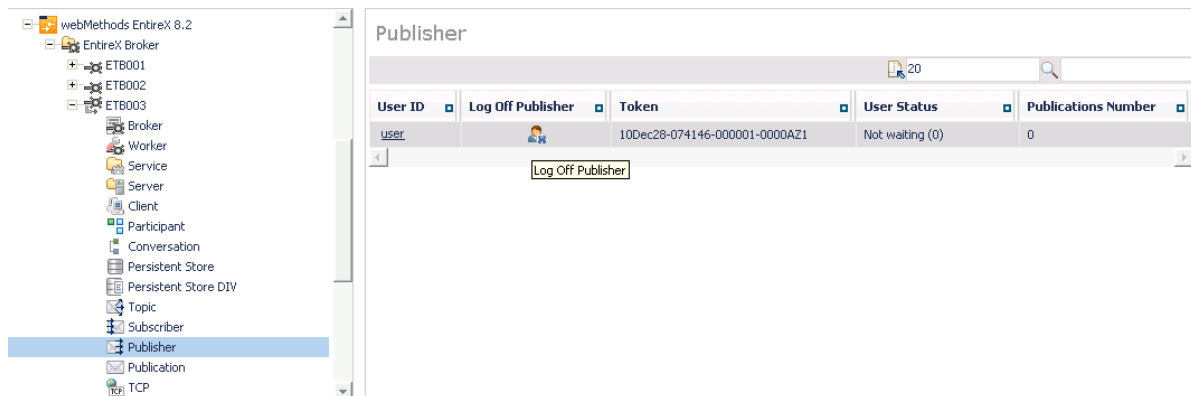 webMethods EntireX 8.2
EntireX Broker
ETB001
ETB002
ETB003
Broker
Worker
Service
Server
Client
Participant
Conversation
Persistent Store
Persistent Store DIV
Topic
Subscriber
Publisher
Publication
TCP
TCP
Publisher
20
User ID Log Off Publisher Token User Status Publications Number
user 10Dec28-074146-000001-0000AZ1 Not waiting (0) 0
Log Off Publisher